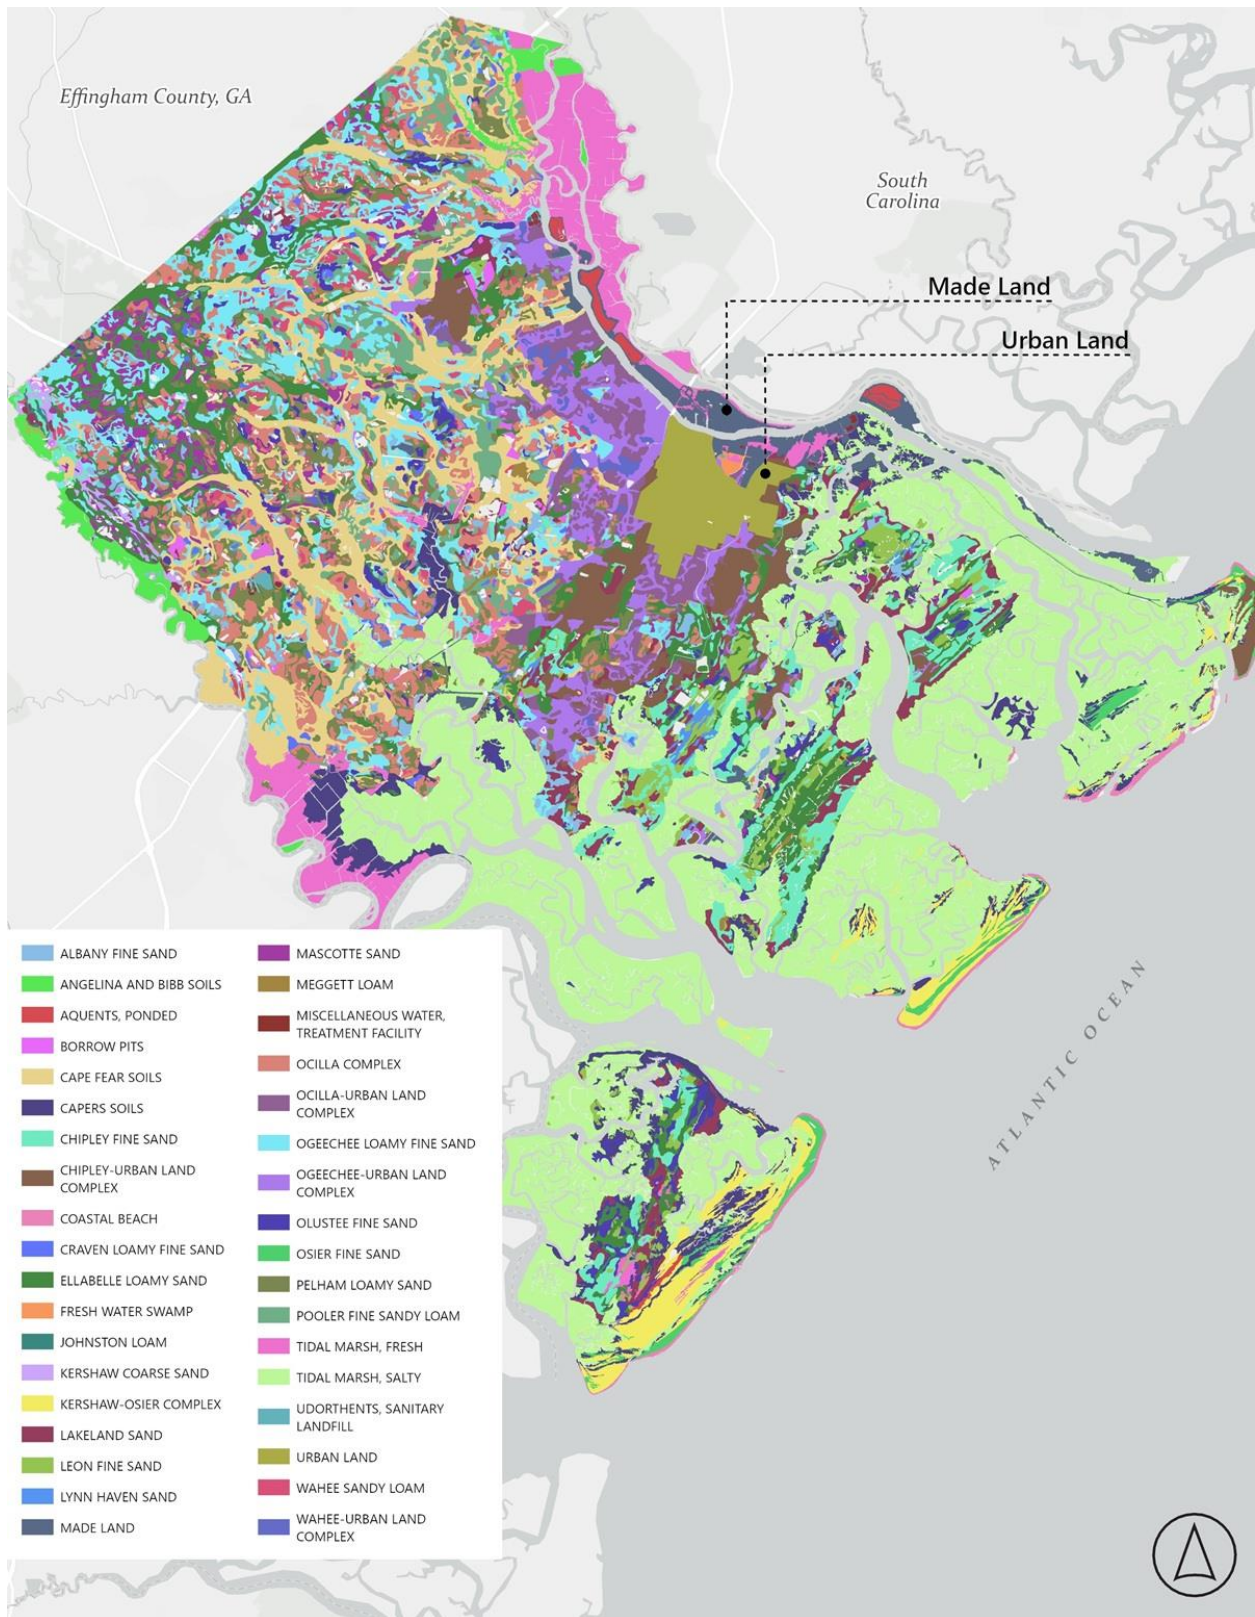 Effingham County, GA
South
Carolina
Made Land
Urban Land
ATLANTIC OCEAN
ALBANY FINE SAND
ANGELINA AND BIBB SOILS
AQUENTS, PONDED
BORROW PITS
CAPE FEAR SOILS
CAPERS SOILS
CHIPLEY FINE SAND
CHIPLEY-URBAN LAND
COMPLEX
COASTAL BEACH
CRAVEN LOAMY FINE SAND
ELLABELLE LOAMY SAND
FRESH WATER SWAMP
JOHNSTON LOAM
KERSHAW COARSE SAND
KERSHAW-OSIER COMPLEX
LAKELAND SAND
LEON FINE SAND
LYNN HAVEN SAND
MADE LAND
MASCOTTE SAND
MEGGETT LOAM
MISCELLANEOUS WATER,
TREATMENT FACILITY
OCILLA COMPLEX
OCILLA-URBAN LAND
COMPLEX
OGEECHEE LOAMY FINE SAND
OGEECHEE-URBAN LAND
COMPLEX
OLUSTEE FINE SAND
OSIER FINE SAND
PELHAM LOAMY SAND
POOLER FINE SANDY LOAM
TIDAL MARSH, FRESH
TIDAL MARSH, SALTY
UDORTHENTS, SANITARY
LANDFILL
URBAN LAND
WAHEE SANDY LOAM
WAHEE-URBAN LAND
COMPLEX